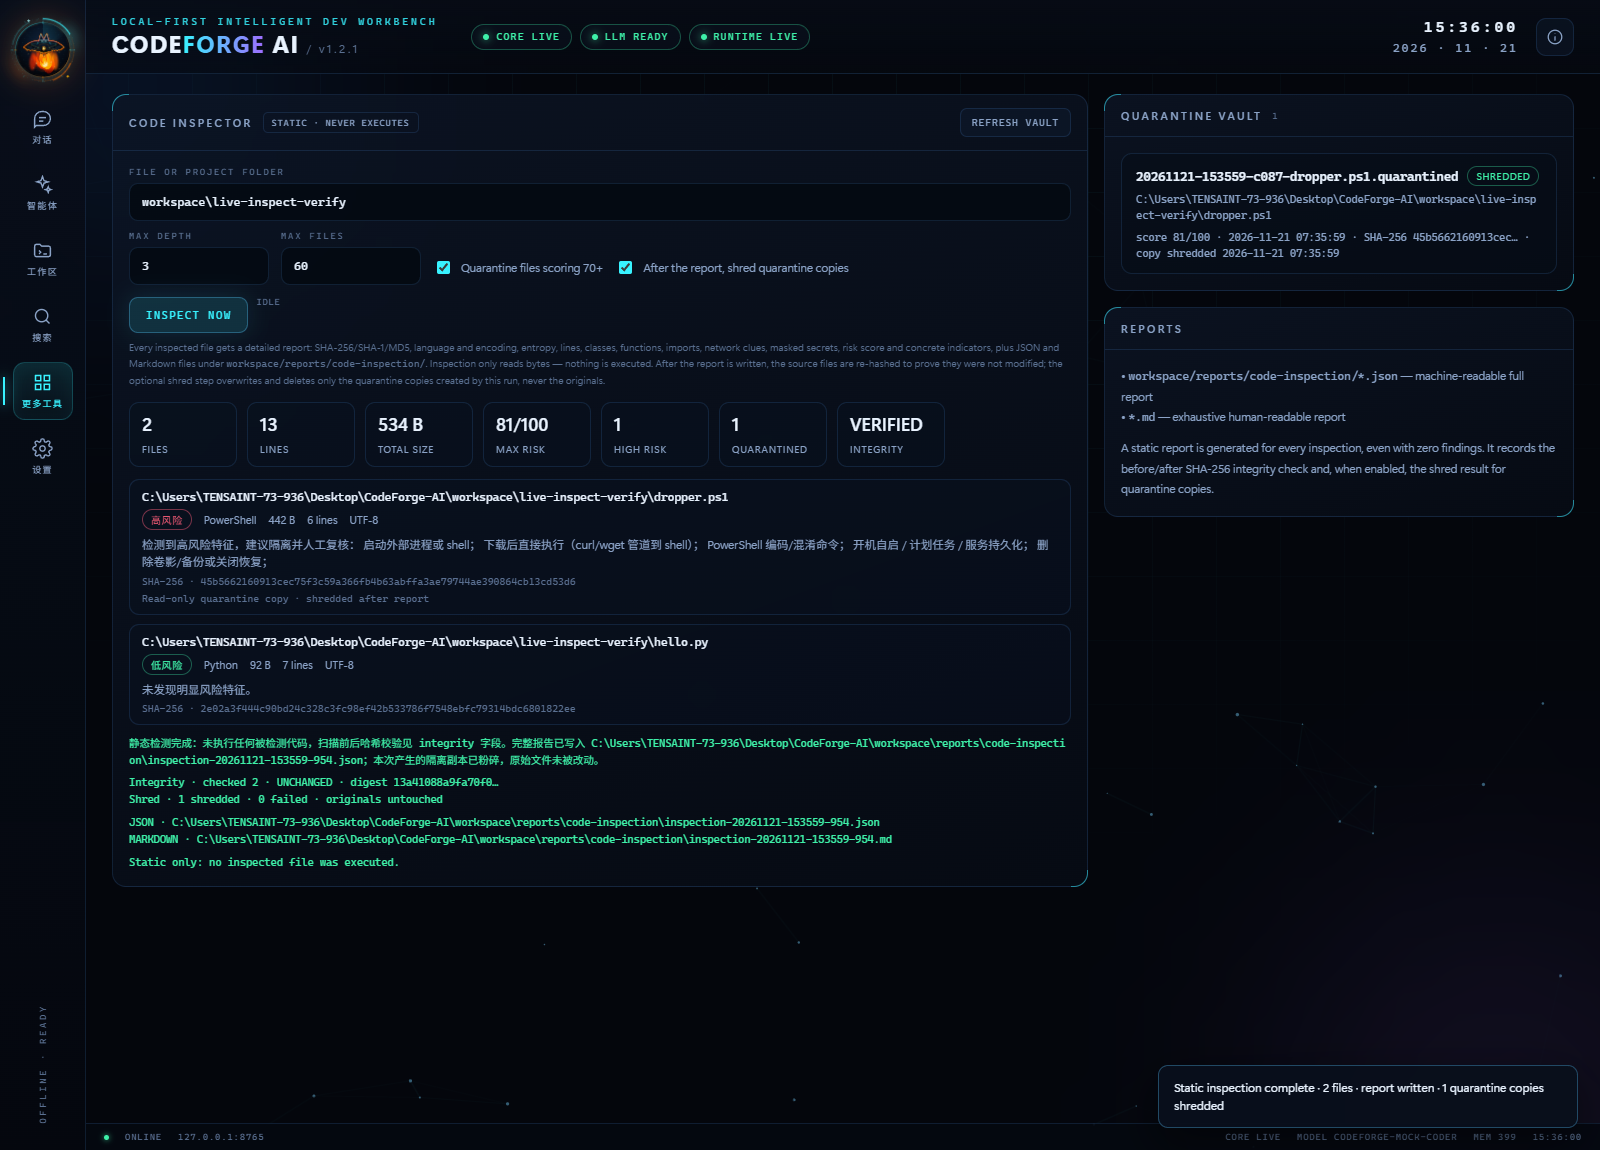 LOCAL-FIRST INTELLIGENT DEV WORKBENCH
CODEFORGE AI / v1.2.1
CORE LIVE
LLM READY
RUNTIME LIVE
15:36:00
2026 · 11 · 21
对话
智能体
工作区
搜索
更多工具
设置
OFFLINE · READY
CODE INSPECTOR
STATIC · NEVER EXECUTES
REFRESH VAULT
FILE OR PROJECT FOLDER
workspace\live-inspect-verify
MAX DEPTH
MAX FILES
3
60
Quarantine files scoring 70+
After the report, shred quarantine copies
INSPECT NOW
IDLE
Every inspected file gets a detailed report: SHA-256/SHA-1/MD5, language and encoding, entropy, lines, classes, functions, imports, network clues, masked secrets, risk score and concrete indicators, plus JSON and
Markdown files under workspace/reports/code-inspection/. Inspection only reads bytes — nothing is executed. After the report is written, the source files are re-hashed to prove they were not modified; the
optional shred step overwrites and deletes only the quarantine copies created by this run, never the originals.
2
FILES
13
LINES
534 B
TOTAL SIZE
81/100
MAX RISK
1
HIGH RISK
1
QUARANTINED
VERIFIED
INTEGRITY
C:\Users\TENSAINT-73-936\Desktop\CodeForge-AI\workspace\live-inspect-verify\dropper.ps1
高风险 PowerShell 442 B 6 lines UTF-8
检测到高风险特征，建议隔离并人工复核： 启动外部进程或 shell； 下载后直接执行（curl/wget 管道到 shell）； PowerShell 编码/混淆命令； 开机自启 / 计划任务 / 服务持久化； 删
除卷影/备份或关闭恢复；
SHA-256 · 45b5662160913cec75f3c59a366fb4b63abffa3ae79744ae390864cb13cd53d6
Read-only quarantine copy · shredded after report
C:\Users\TENSAINT-73-936\Desktop\CodeForge-AI\workspace\live-inspect-verify\hello.py
低风险 Python 92 B 7 lines UTF-8
未发现明显风险特征。
SHA-256 · 2e02a3f444c90bd24c328c3fc98ef42b533786f7548ebfc79314bdc6801822ee
静态检测完成：未执行任何被检测代码，扫描前后哈希校验见 integrity 字段。完整报告已写入 C:\Users\TENSAINT-73-936\Desktop\CodeForge-AI\workspace\reports\code-inspecti
on\inspection-20261121-153559-954.json；本次产生的隔离副本已粉碎，原始文件未被改动。
Integrity · checked 2 · UNCHANGED · digest 13a41088a9fa70f0…
Shred · 1 shredded · 0 failed · originals untouched
JSON · C:\Users\TENSAINT-73-936\Desktop\CodeForge-AI\workspace\reports\code-inspection\inspection-20261121-153559-954.json
MARKDOWN · C:\Users\TENSAINT-73-936\Desktop\CodeForge-AI\workspace\reports\code-inspection\inspection-20261121-153559-954.md
Static only: no inspected file was executed.
QUARANTINE VAULT 1
20261121-153559-c087-dropper.ps1.quarantined SHREDDED
C:\Users\TENSAINT-73-936\Desktop\CodeForge-AI\workspace\live-insp
ect-verify\dropper.ps1
score 81/100 · 2026-11-21 07:35:59 · SHA-256 45b5662160913cec… ·
copy shredded 2026-11-21 07:35:59
REPORTS
• workspace/reports/code-inspection/*.json — machine-readable full
report
• *.md — exhaustive human-readable report
A static report is generated for every inspection, even with zero findings. It records the
before/after SHA-256 integrity check and, when enabled, the shred result for
quarantine copies.
Static inspection complete · 2 files · report written · 1 quarantine copies
shredded
ONLINE 127.0.0.1:8765
CORE LIVE MODEL CODEFORGE-MOCK-CODER MEM 399 15:36:00